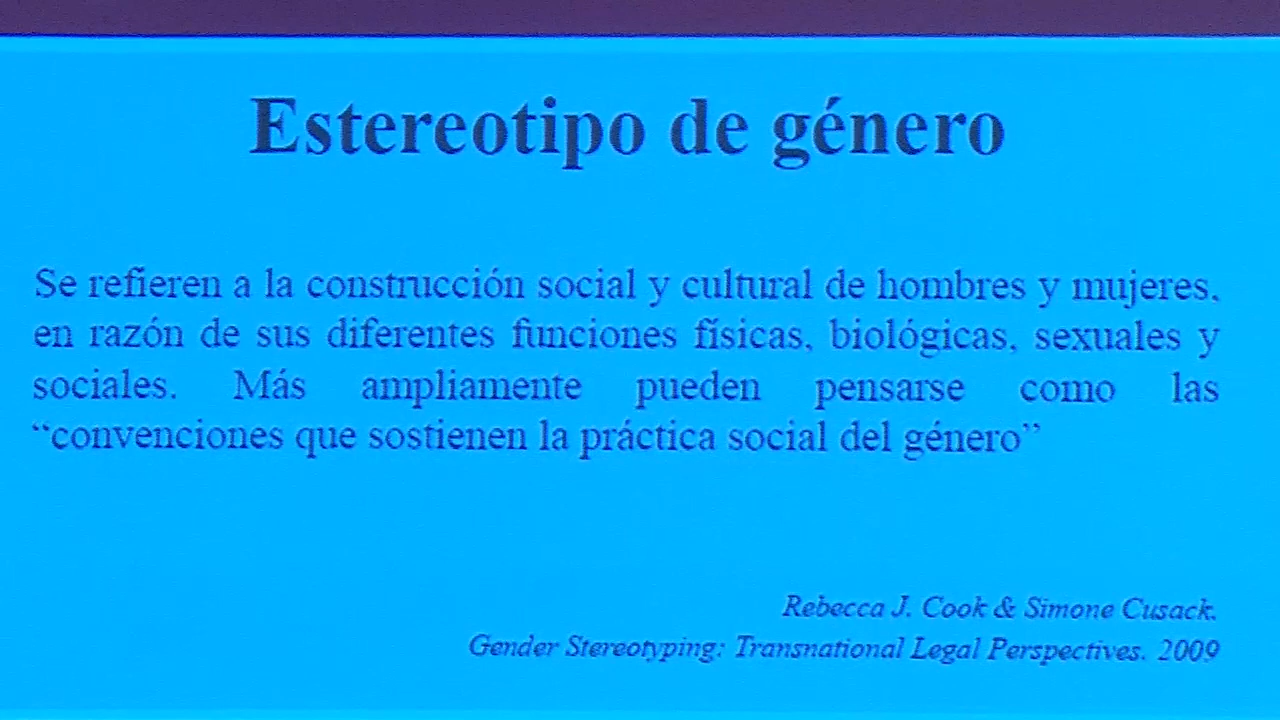 Estereotipo de género
Se refieren a la construcción social y cultural de hombres y mujeres,
en razón de sus diferentes funciones físicas, biológicas, sexuales y
sociales. Más ampliamente pueden pensarse como las
“convenciones que sostienen la práctica social del género”
Rebecca J. Cook & Simone Cusack.
Gender Stereotyping: Transnational Legal Perspectives. 2009